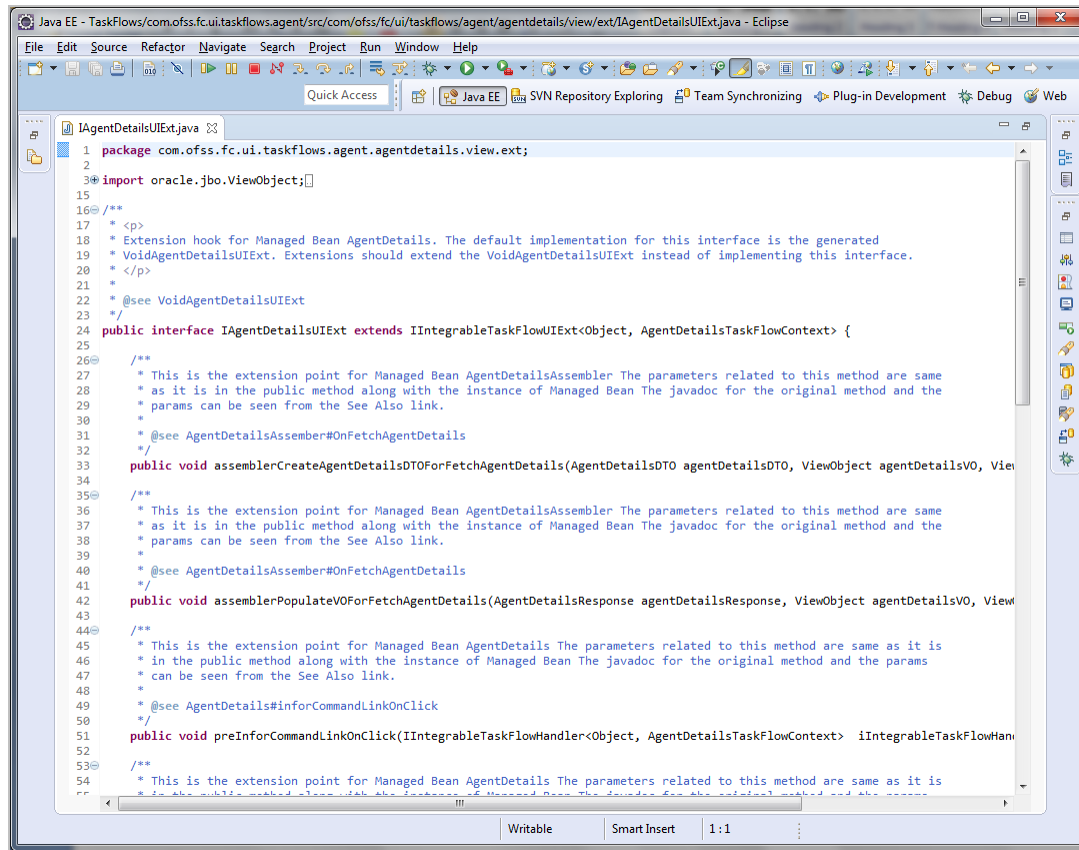 Java EE - TaskFlows/com.ofss.fc.ui.taskflows.agent/src/com/ofss/fc/ui/taskflows/agent/agentdetails/view/ext/IAgentDetailsUIExt.java - Eclipse
File Edit Source Refactor Navigate Search Project Run Window Help
Quick Access Java EE SVN Repository Exploring Team Synchronizing Plug-in Development Debug Web
IAgentDetailsUIExt.java
1 package com.ofss.fc.ui.taskflows.agent.agentdetails.view.ext;
2
3 import oracle.jbo.ViewObject;
15
16 /**
17 * <p>
18 * Extension hook for Managed Bean AgentDetails. The default implementation for this interface is the generated
19 * VoidAgentDetailsUIExt. Extensions should extend the VoidAgentDetailsUIExt instead of implementing this interface.
20 * </p>
21 *
22 * @see VoidAgentDetailsUIExt
23 */
24 public interface IAgentDetailsUIExt extends IIntegrableTaskFlowUIExt<Object, AgentDetailsTaskFlowContext> {
25
26 /**
27 * This is the extension point for Managed Bean AgentDetailsAssembler The parameters related to this method are same
28 * as it is in the public method along with the instance of Managed Bean The javadoc for the original method and the
29 * params can be seen from the See Also link.
30 *
31 * @see AgentDetailsAssember#OnFetchAgentDetails
32 */
33 public void assemblerCreateAgentDetailsDTOForFetchAgentDetails(AgentDetailsDTO agentDetailsDTO, ViewObject agentDetailsVO, View
34
35 /**
36 * This is the extension point for Managed Bean AgentDetailsAssembler The parameters related to this method are same
37 * as it is in the public method along with the instance of Managed Bean The javadoc for the original method and the
38 * params can be seen from the See Also link.
39 *
40 * @see AgentDetailsAssember#OnFetchAgentDetails
41 */
42 public void assemblerPopulateVOForFetchAgentDetails(AgentDetailsResponse agentDetailsResponse, ViewObject agentDetailsVO, View
43
44 /**
45 * This is the extension point for Managed Bean AgentDetails The parameters related to this method are same as it is
46 * in the public method along with the instance of Managed Bean The javadoc for the original method and the params
47 * can be seen from the See Also link.
48 *
49 * @see AgentDetails#inforCommandLinkOnClick
50 */
51 public void preInforCommandLinkOnClick(IIntegrableTaskFlowHandler<Object, AgentDetailsTaskFlowContext> iIntegrableTaskFlowHan
52
53 /**
54 * This is the extension point for Managed Bean AgentDetails The parameters related to this method are same as it is
Writable Smart Insert 1 : 1